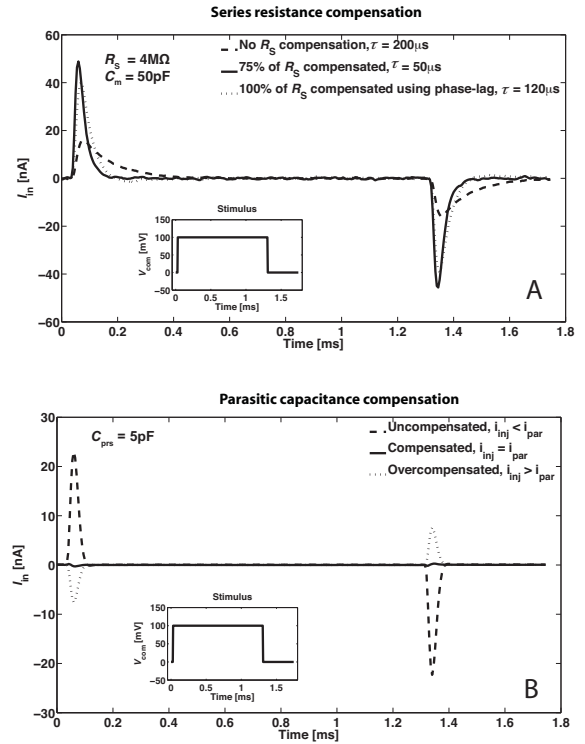 Series resistance compensation
R_S = 4MΩ
C_m = 50pF
No R_S compensation, τ = 200μs
75% of R_S compensated, τ = 50μs
100% of R_S compensated using phase-lag, τ = 120μs
60
40
20
0
−20
−40
−60
I_in [nA]
Stimulus
150
100
50
0
−50
V_com [mV]
0
0.5
1
1.5
Time [ms]
A
0
0.2
0.4
0.6
0.8
1
1.2
1.4
1.6
1.8
Time [ms]
Parasitic capacitance compensation
C_prs = 5pF
Uncompensated, i_inj < i_par
Compensated, i_inj = i_par
Overcompensated, i_inj > i_par
30
20
10
0
−10
−20
−30
I_in [nA]
Stimulus
150
100
50
0
−50
V_com [mV]
0
0.5
1
1.5
Time [ms]
B
0
0.2
0.4
0.6
0.8
1
1.2
1.4
1.6
1.8
Time [ms]